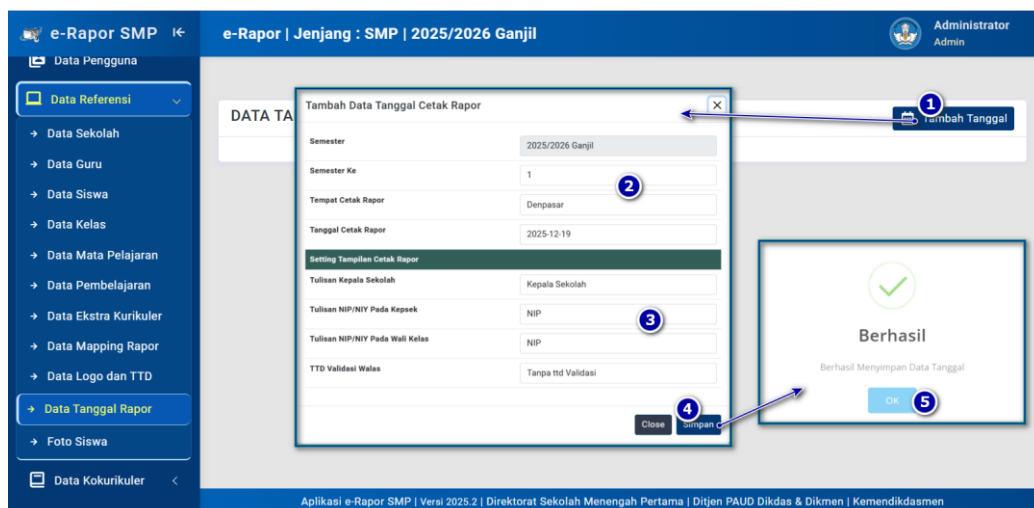 e-Rapor SMP
e-Rapor | Jenjang : SMP | 2025/2026 Ganjil
Administrator
Admin
Data Pengguna
Data Referensi
Data Sekolah
Data Guru
Data Siswa
Data Kelas
Data Mata Pelajaran
Data Pembelajaran
Data Ekstra Kurikuler
Data Mapping Rapor
Data Logo dan TTD
Data Tanggal Rapor
Foto Siswa
Data Kokurikuler
DATA TA
1
Tambah Tanggal
Tambah Data Tanggal Cetak Rapor
Semester 2025/2026 Ganjil
Semester Ke 1
2
Tempat Cetak Rapor Denpasar
Tanggal Cetak Rapor 2025-12-19
Setting Tampilan Cetak Rapor
Tulisan Kepala Sekolah Kepala Sekolah
Tulisan NIP/NIY Pada Kepsek NIP
3
Tulisan NIP/NIY Pada Wali Kelas NIP
TTD Validasi Walas Tanpa ttd Validasi
4
Close Simpan
Berhasil
Berhasil Menyimpan Data Tanggal
OK 5
Aplikasi e-Rapor SMP | Versi 2025.2 | Direktorat Sekolah Menengah Pertama | Ditjen PAUD Dikdas & Dikmen | Kemendikdasmen